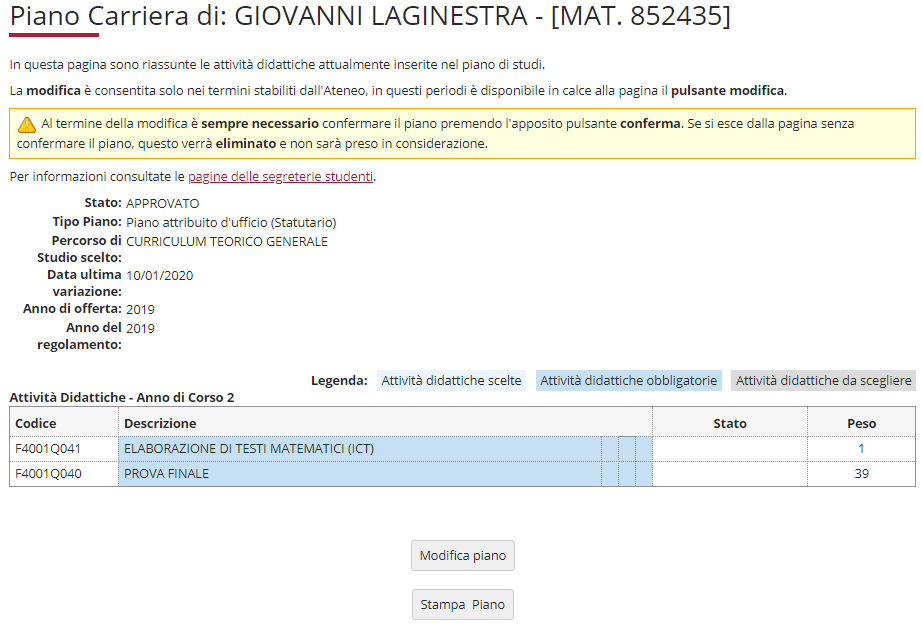 Piano Carriera di: GIOVANNI LAGINESTRA - [MAT. 852435]
In questa pagina sono riassunte le attività didattiche attualmente inserite nel piano di studi.
La modifica è consentita solo nei termini stabiliti dall'Ateneo, in questi periodi è disponibile in calce alla pagina il pulsante modifica.
Al termine della modifica è sempre necessario confermare il piano premendo l'apposito pulsante conferma. Se si esce dalla pagina senza
confermare il piano, questo verrà eliminato e non sarà preso in considerazione.
Per informazioni consultate le pagine delle segreterie studenti.
Stato: APPROVATO
Tipo Piano: Piano attribuito d'ufficio (Statutario)
Percorso di CURRICULUM TEORICO GENERALE
Studio scelto:
Data ultima 10/01/2020
variazione:
Anno di offerta: 2019
Anno del 2019
regolamento:
Legenda: Attività didattiche scelte Attività didattiche obbligatorie Attività didattiche da scegliere
Attività Didattiche - Anno di Corso 2
Codice Descrizione Stato Peso
F4001Q041 ELABORAZIONE DI TESTI MATEMATICI (ICT) 1
F4001Q040 PROVA FINALE 39
Modifica piano
Stampa Piano